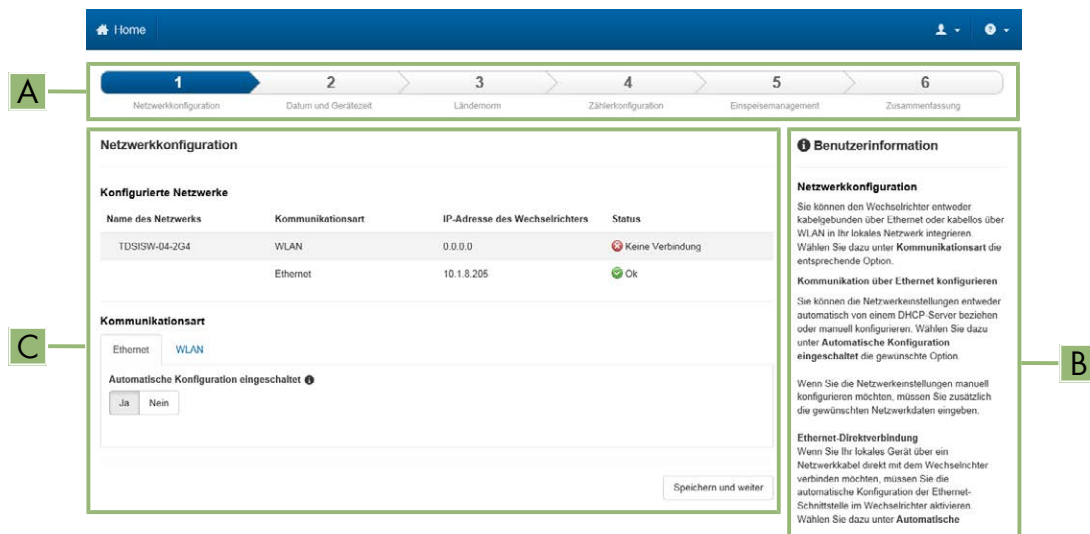 Home
A
1 2 3 4 5 6
Netzwerkkonfiguration Datum und Gerätezeit Ländernorm Zählerkonfiguration Einspeisemanagement Zusammenfassung
Netzwerkkonfiguration
Konfigurierte Netzwerke
Name des Netzwerks Kommunikationsart IP-Adresse des Wechselrichters Status
TDSISW-04-2G4 WLAN 0.0.0.0 Keine Verbindung
Ethernet 10.1.8.205 Ok
C
Kommunikationsart
Ethernet WLAN
Automatische Konfiguration eingeschaltet
Ja Nein
Speichern und weiter
Benutzerinformation
Netzwerkkonfiguration
Sie können den Wechselrichter entweder
kabelgebunden über Ethernet oder kabellos über
WLAN in Ihr lokales Netzwerk integrieren.
Wählen Sie dazu unter Kommunikationsart die
entsprechende Option.
Kommunikation über Ethernet konfigurieren
Sie können die Netzwerkeinstellungen entweder
automatisch von einem DHCP-Server beziehen
oder manuell konfigurieren. Wählen Sie dazu
unter Automatische Konfiguration
eingeschaltet die gewünschte Option.
B
Wenn Sie die Netzwerkeinstellungen manuell
konfigurieren möchten, müssen Sie zusätzlich
die gewünschten Netzwerkdaten eingeben.
Ethernet-Direktverbindung
Wenn Sie Ihr lokales Gerät über ein
Netzwerkkabel direkt mit dem Wechselrichter
verbinden möchten, müssen Sie die
automatische Konfiguration der Ethernet-
Schnittstelle im Wechselrichter aktivieren.
Wählen Sie dazu unter Automatische